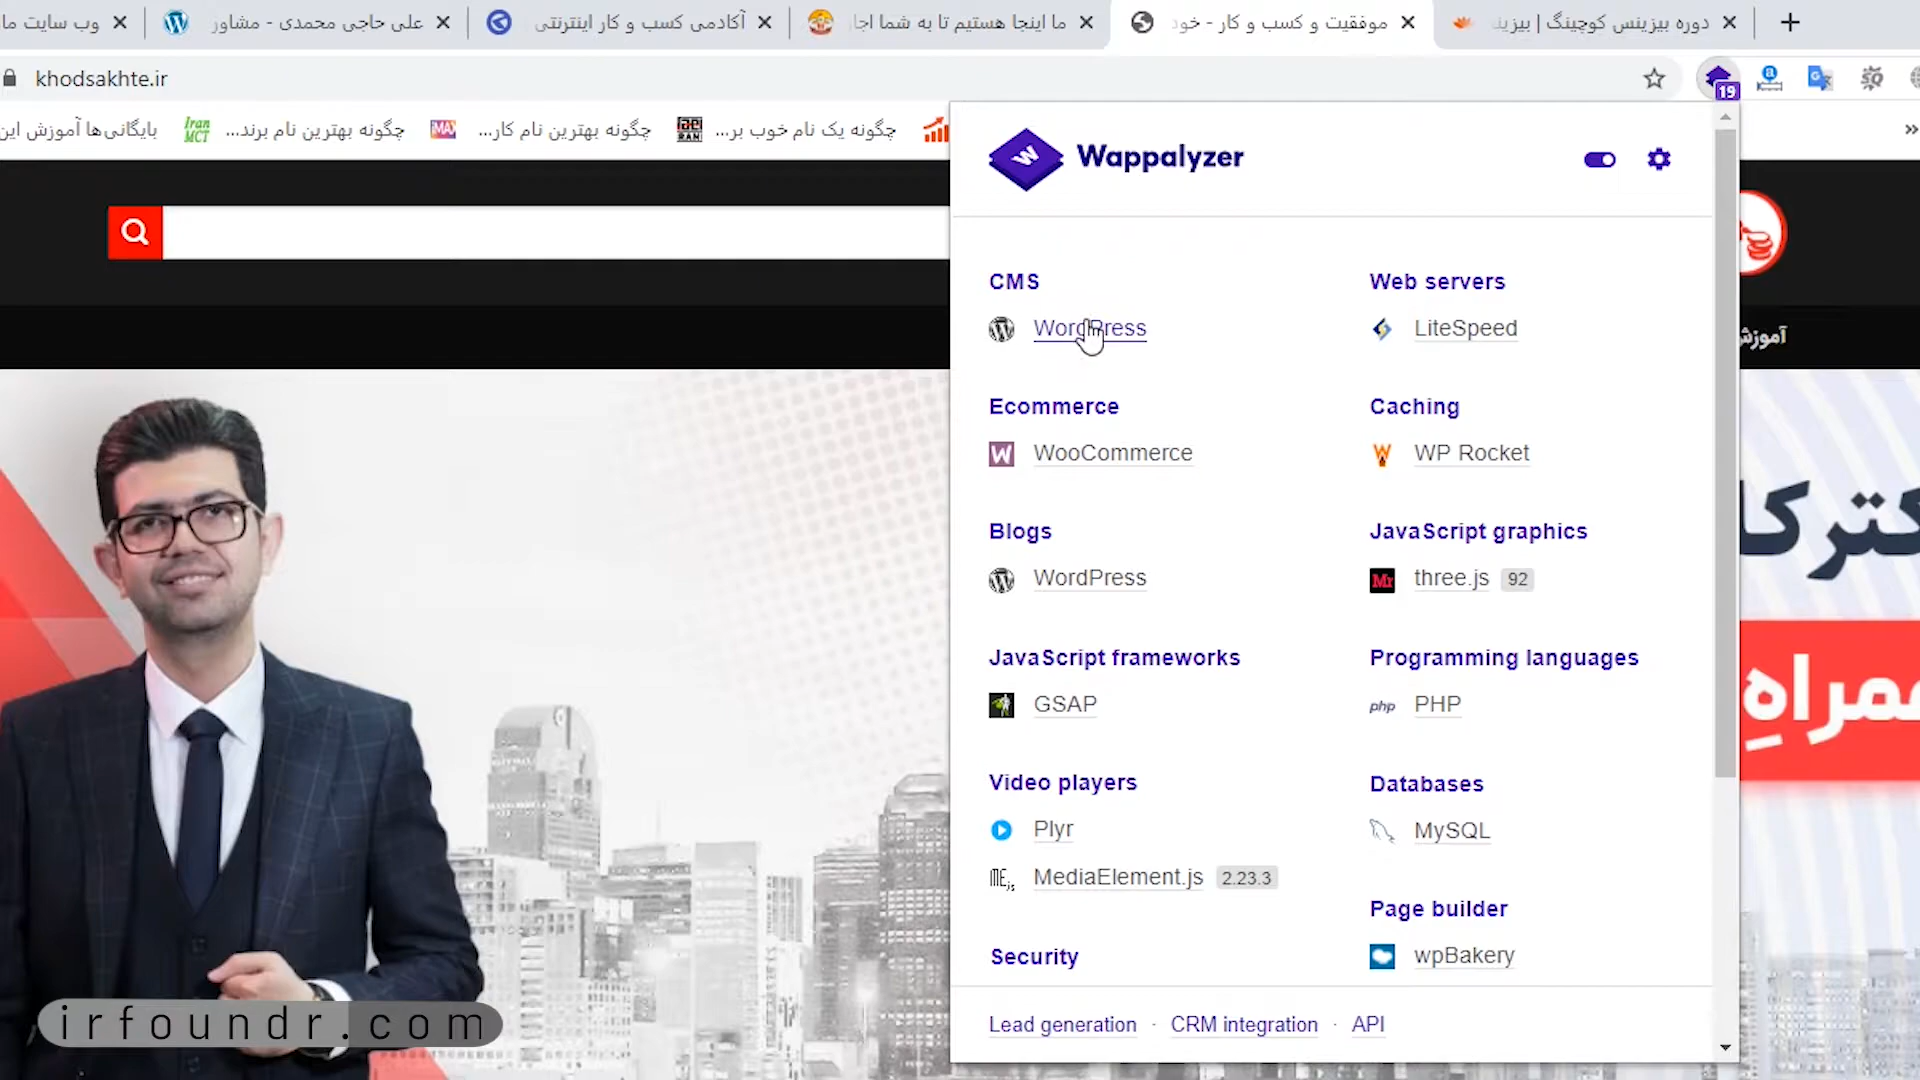 وب سایت ما
علی حاجی محمدی - مشاور
آکادمی کسب و کار اینترنتی
ما اینجا هستیم تا به شما اجا
موفقیت و کسب و کار - خود
دوره بیزینس کوچینگ | بیزینـ
khodsakhte.ir
19
بایگانی‌ها آموزش این
Iran MCT
چگونه بهترین نام برند...
چگونه بهترین نام کار...
چگونه یک نام خوب بر...
Wappalyzer
CMS
WordPress
Web servers
LiteSpeed
آموزش
Ecommerce
WooCommerce
Caching
WP Rocket
Blogs
WordPress
JavaScript graphics
three.js 92
JavaScript frameworks
GSAP
Programming languages
php PHP
همراهِ
Video players
Plyr
MediaElement.js 2.23.3
Databases
MySQL
Page builder
wpBakery
Security
Lead generation · CRM integration · API
irfoundr.com